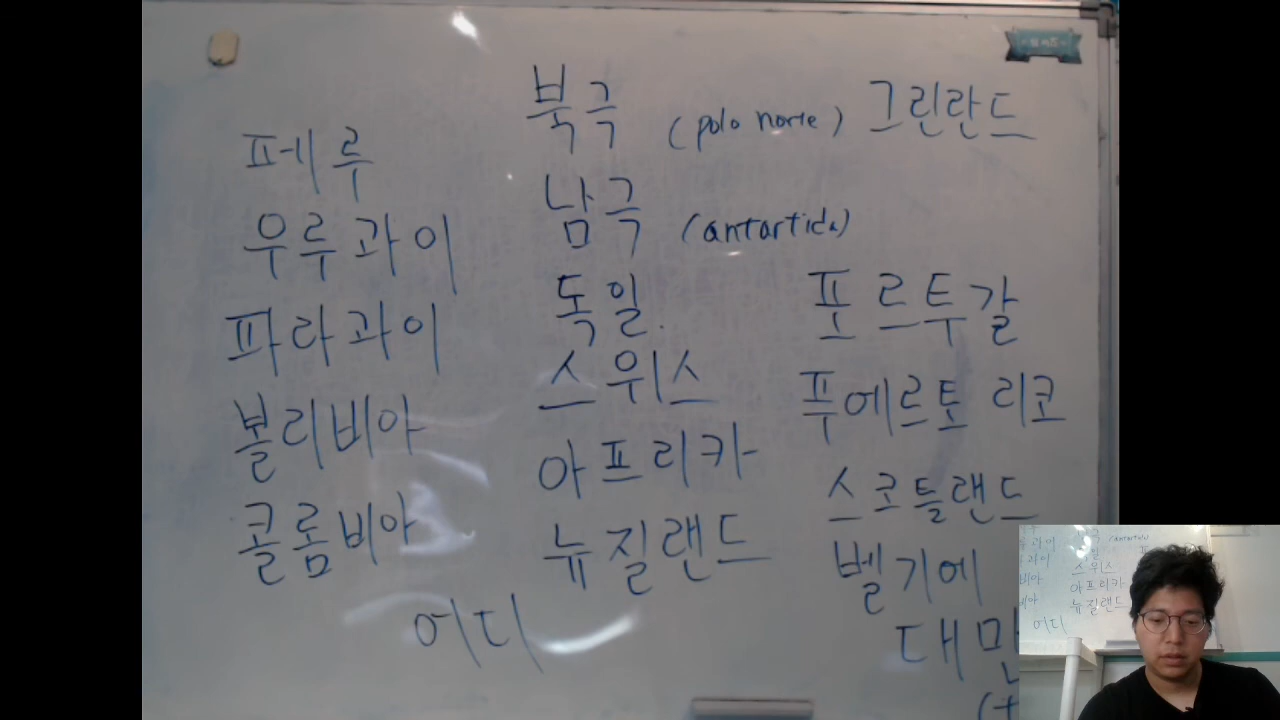 페루
우루과이
파라과이
볼리비아
콜롬비아
어디
북극 (polo norte) 그린란드
남극 (antartida)
독일.
스위스
아프리카
뉴질랜드
포르투갈
푸에르토 리코
스코틀랜드
벨기에
대만